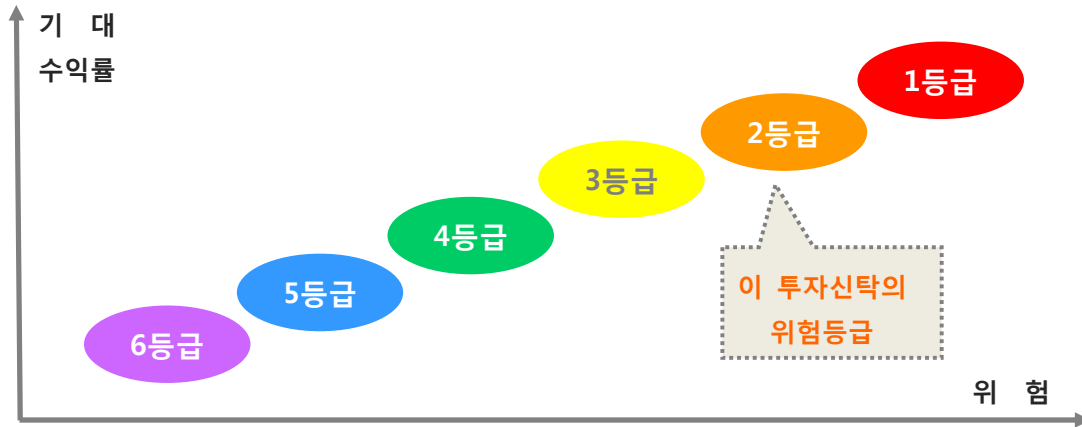 기 대
수익률
1등급
2등급
3등급
4등급
5등급
6등급
이 투자신탁의
위험등급
위 험